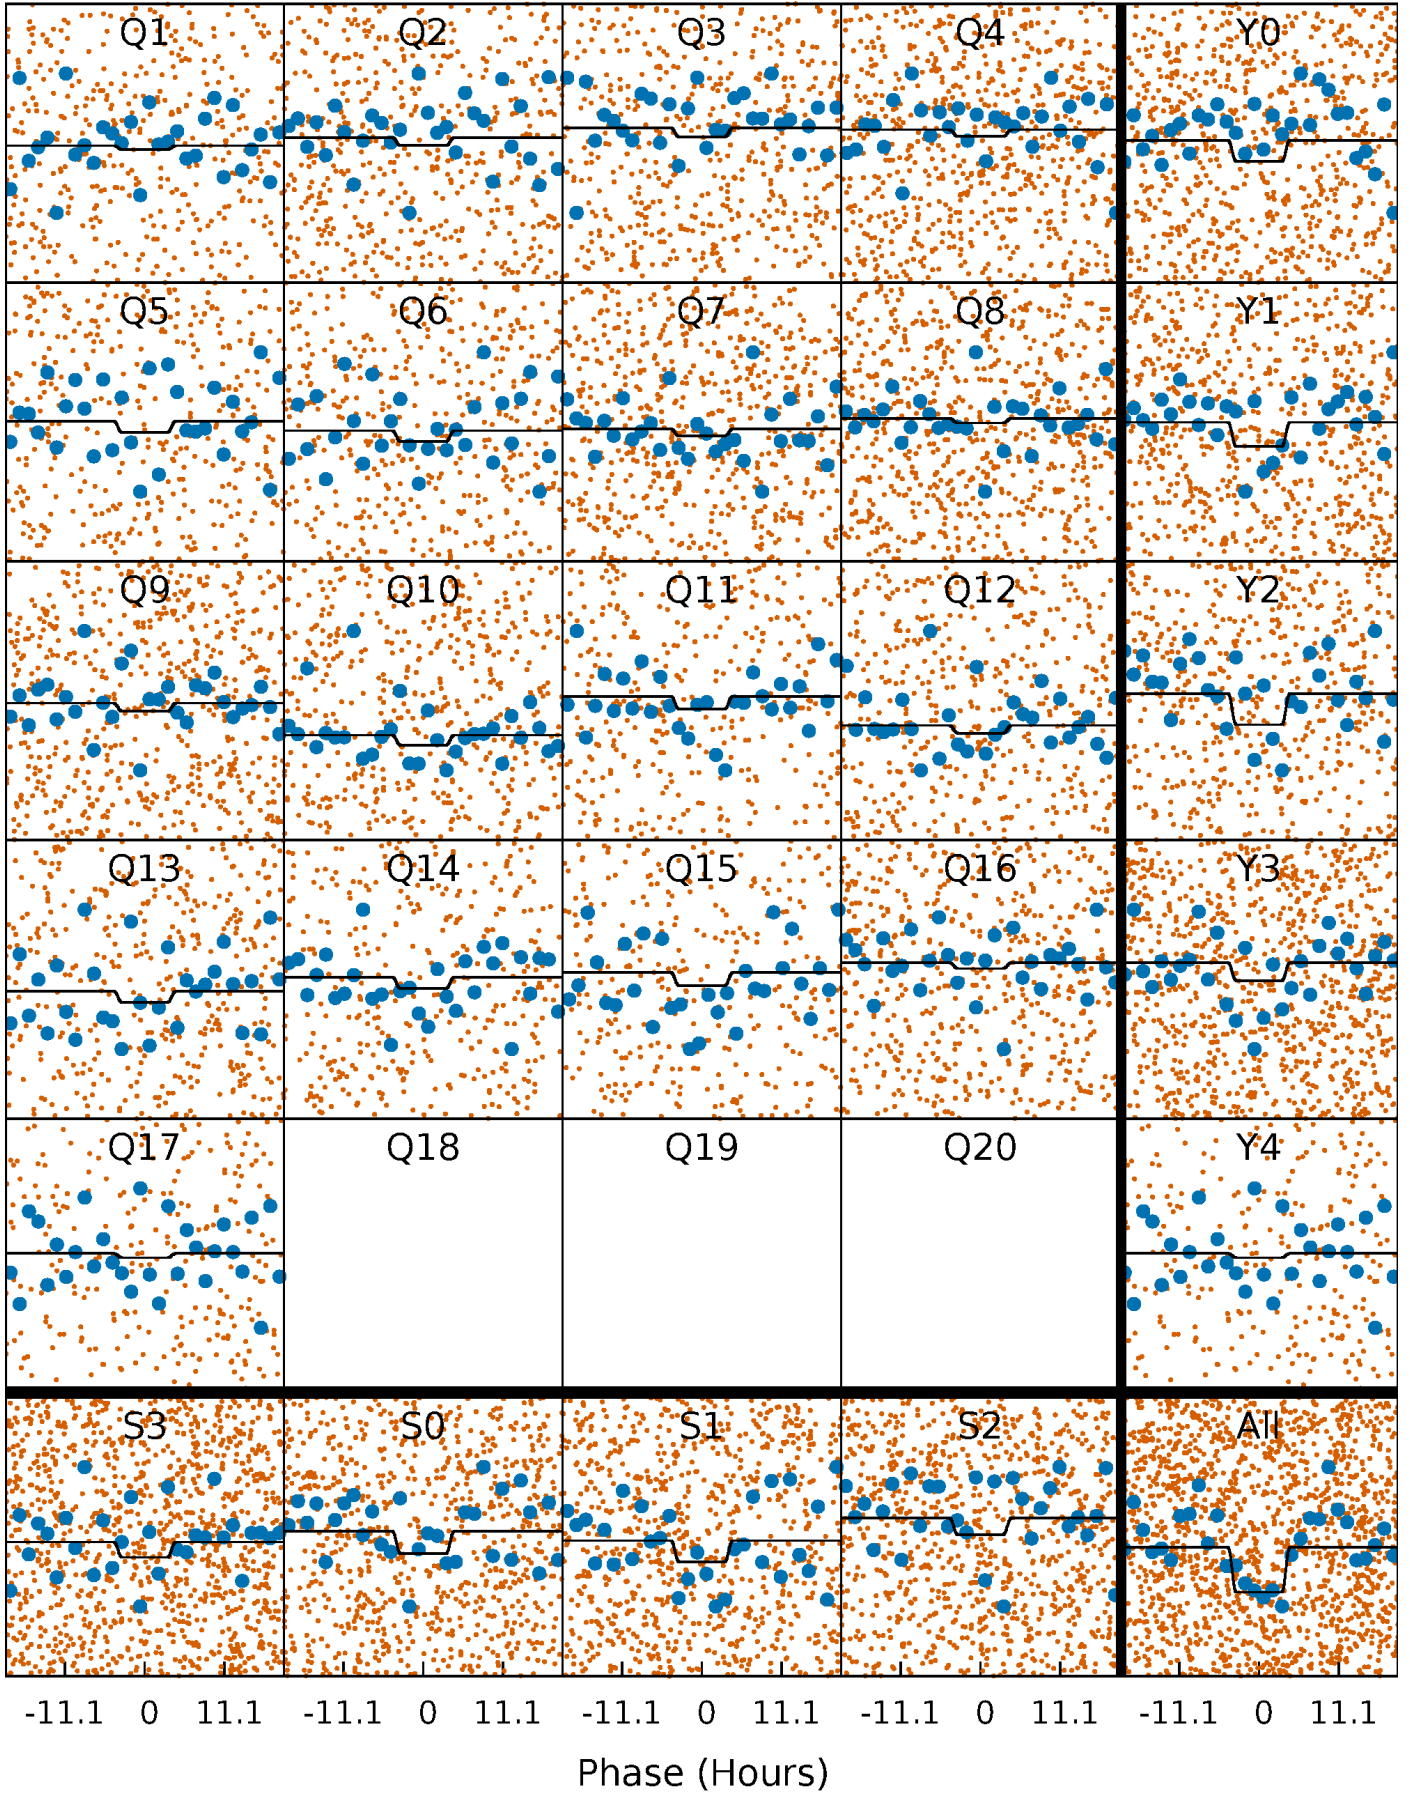 Q1 Q2 Q3 Q4 Y0
Q5 Q6 Q7 Q8 Y1
Q9 Q10 Q11 Q12 Y2
Q13 Q14 Q15 Q16 Y3
Q17 Q18 Q19 Q20 Y4
S3 S0 S1 S2 All
-11.1 0 11.1 -11.1 0 11.1 -11.1 0 11.1 -11.1 0 11.1 -11.1 0 11.1
Phase (Hours)